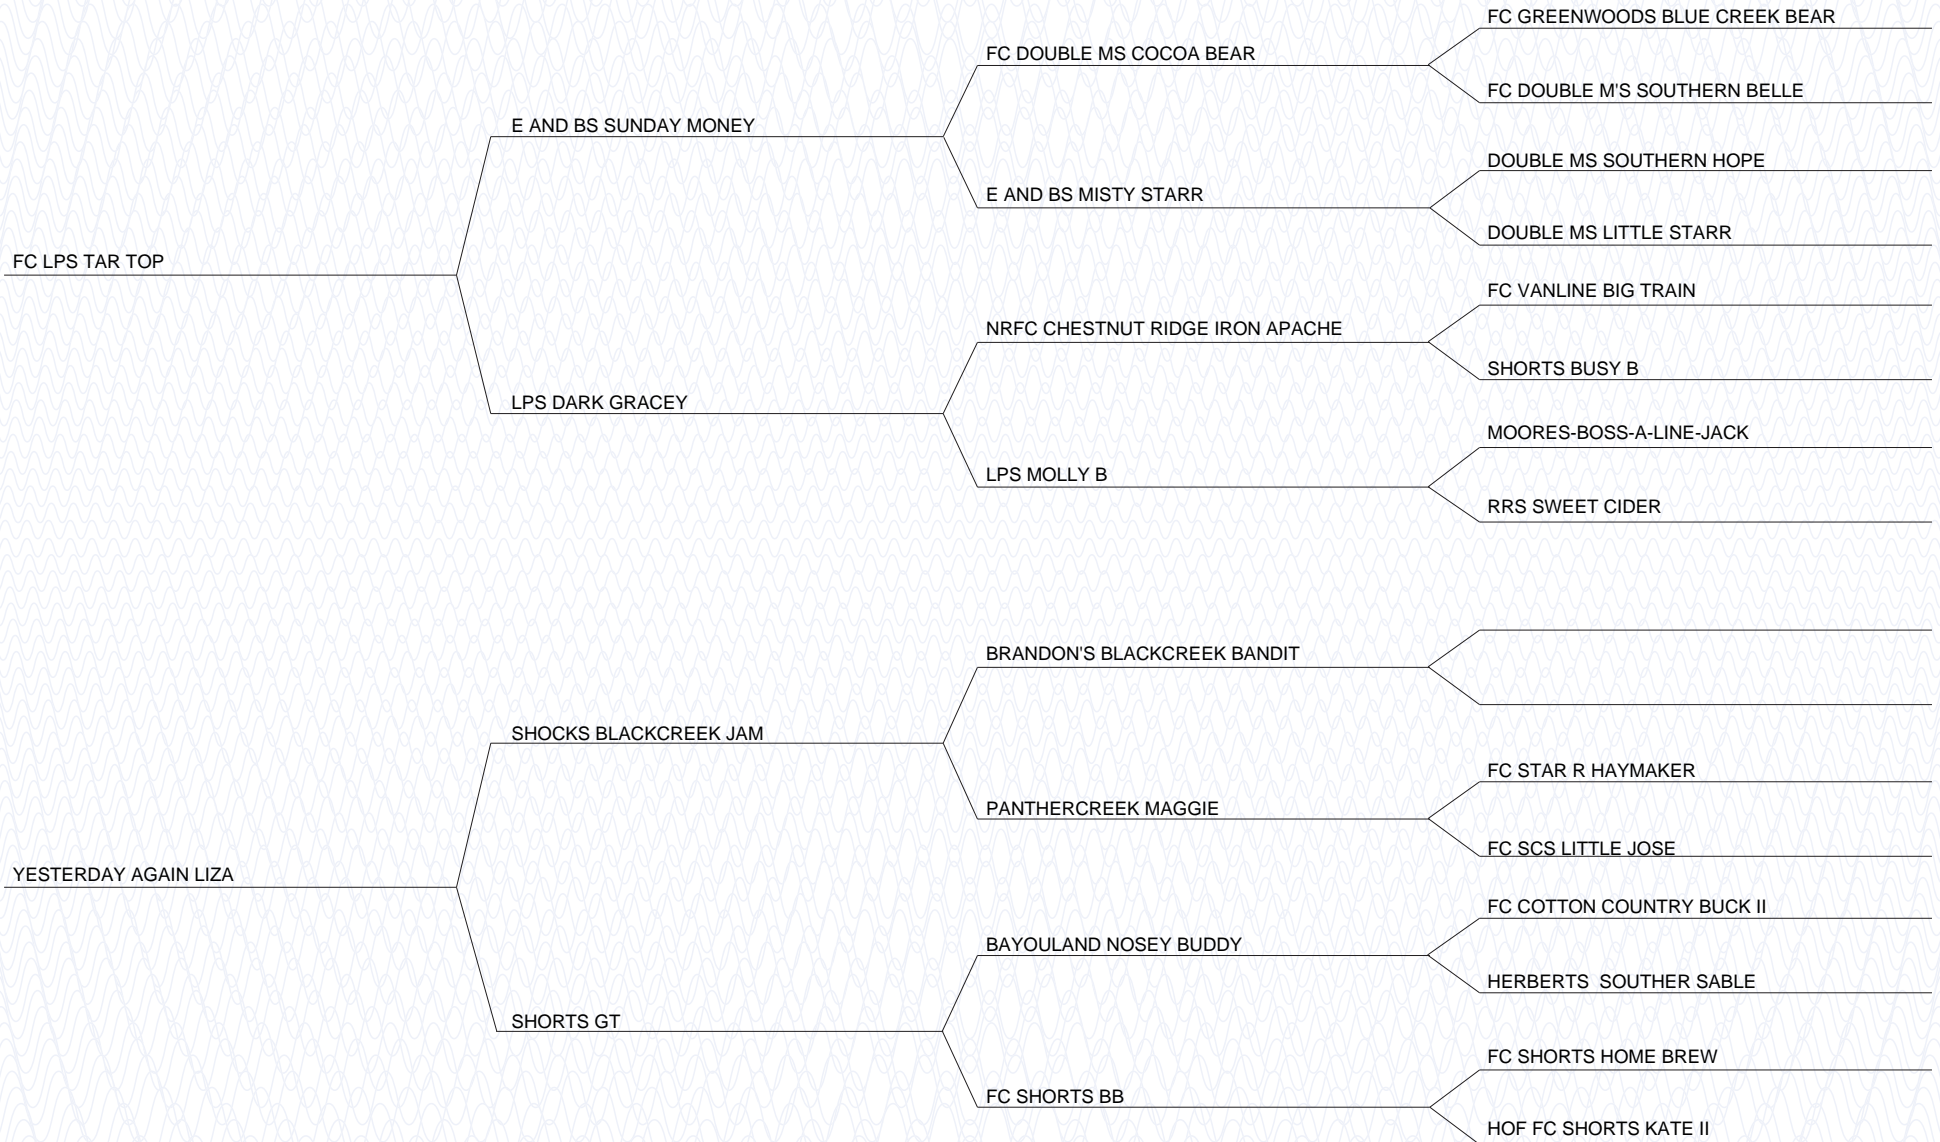 FC GREENWOODS BLUE CREEK BEAR
FC DOUBLE MS COCOA BEAR
FC DOUBLE M'S SOUTHERN BELLE
E AND BS SUNDAY MONEY
DOUBLE MS SOUTHERN HOPE
E AND BS MISTY STARR
DOUBLE MS LITTLE STARR
FC LPS TAR TOP
FC VANLINE BIG TRAIN
NRFC CHESTNUT RIDGE IRON APACHE
SHORTS BUSY B
LPS DARK GRACEY
MOORES-BOSS-A-LINE-JACK
LPS MOLLY B
RRS SWEET CIDER
BRANDON'S BLACKCREEK BANDIT
SHOCKS BLACKCREEK JAM
FC STAR R HAYMAKER
PANTHERCREEK MAGGIE
FC SCS LITTLE JOSE
YESTERDAY AGAIN LIZA
FC COTTON COUNTRY BUCK II
BAYOULAND NOSEY BUDDY
HERBERTS  SOUTHER SABLE
SHORTS GT
FC SHORTS HOME BREW
FC SHORTS BB
HOF FC SHORTS KATE II